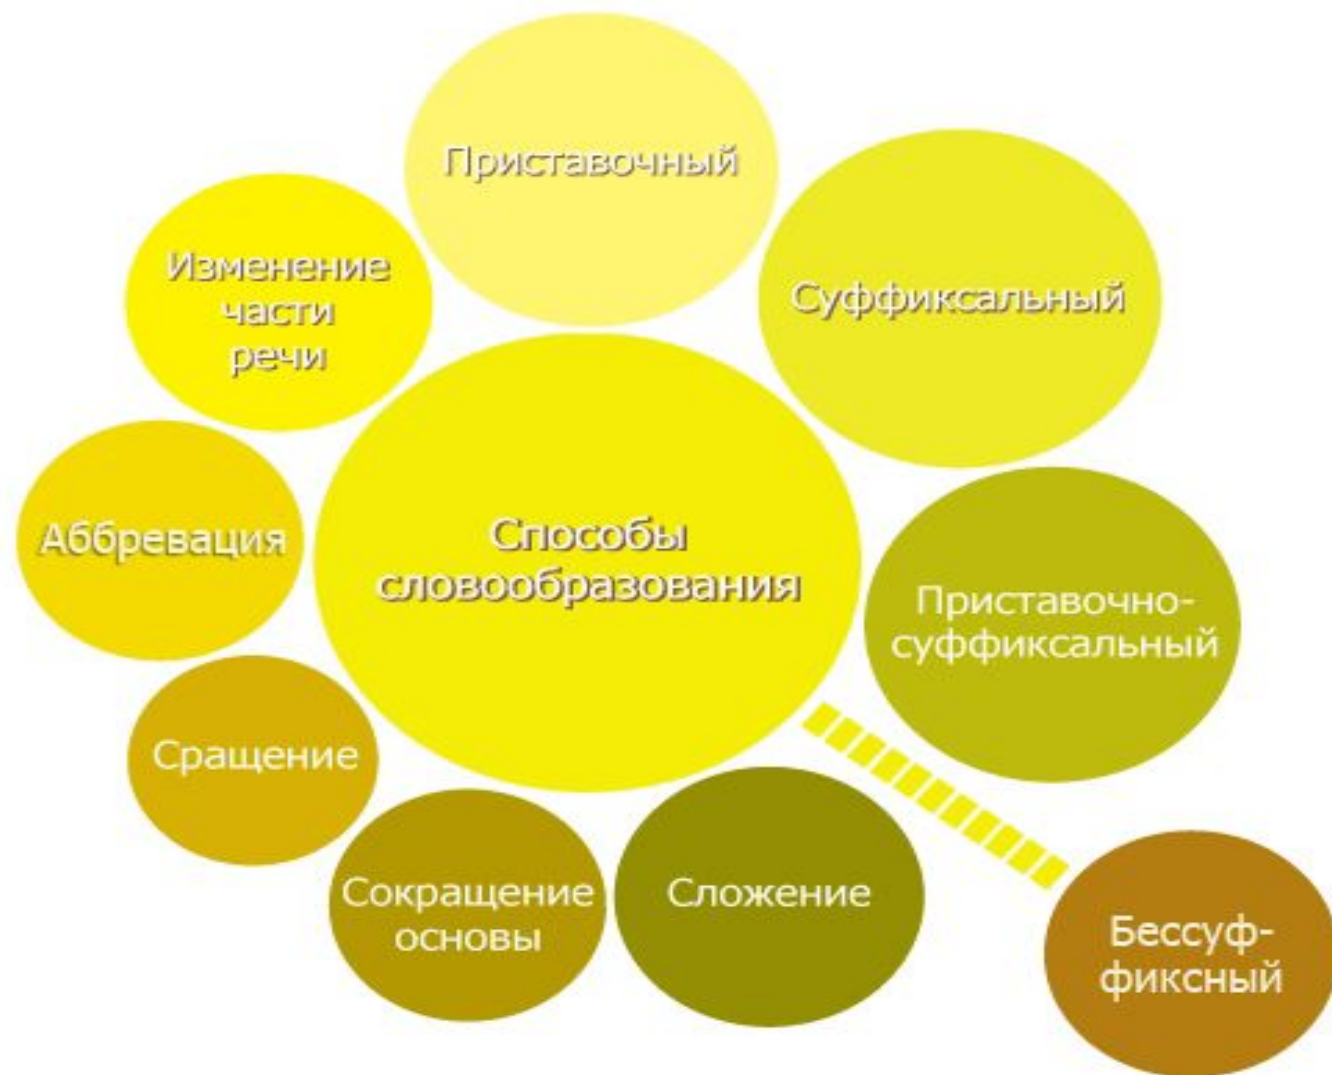 Приставочный
Суффиксальный
Изменение
части
речи
Аббревация
Способы
словообразования
Приставочно-
суффиксальный
Сращение
Сокращение
основы
Сложение
Бессуф-
фиксный